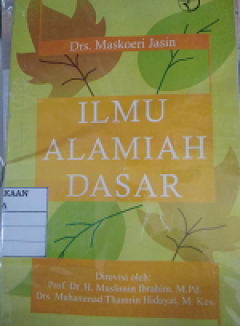 Drs. Maskoeri Jasin
ILMU
ALAMIAH
DASAR
KAAN
A
Direvisi oleh:
Prof. Dr. H. Muslimin Ibrahim, M.Pd.
Drs. Muhammad Thamrin Hidayat, M. Kes.